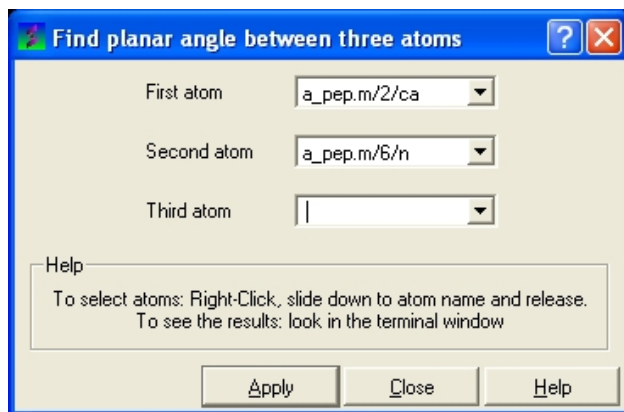 Find planar angle between three atoms
First atom a_pep.m/2/ca
Second atom a_pep.m/6/n
Third atom
Help
To select atoms: Right-Click, slide down to atom name and release.
To see the results: look in the terminal window
Apply Close Help